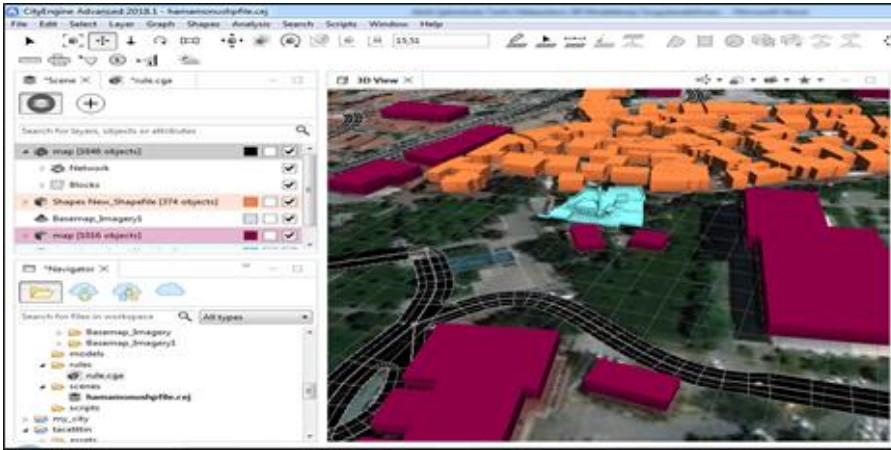 CityEngine Advanced 2018.1 - hamamonushpfile.cej
File Edit Select Layer Graph Shapes Analysis Search Scripts Window Help
15,51
*Scene
*rule.cga
3D View
Search for layers, objects or attributes
map [3046 objects]
Network
Blocks
Shapes New_Shapefile [374 objects]
Basemap_Imagery1
map [1016 objects]
*Navigator
Search for files in workspace
All types
Basemap_Imagery
Basemap_Imagery1
models
rules
rule.cga
scenes
hamamonushpfile.cej
scripts
my_city
assets